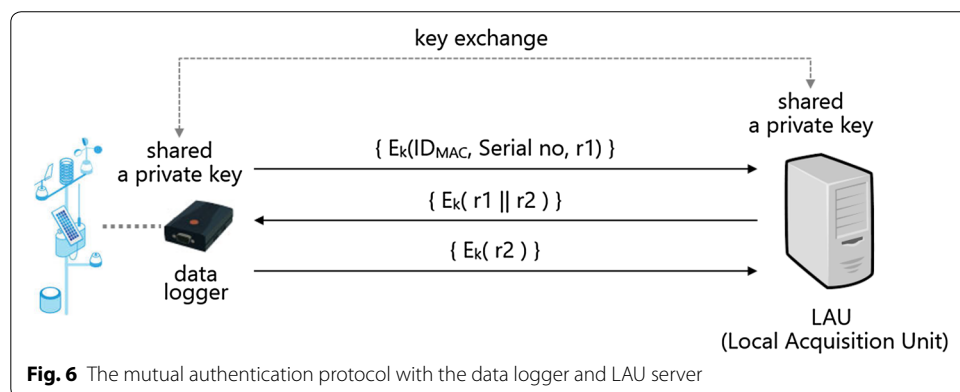 key exchange
shared
a private key
shared
a private key
{ Ek(IDMAC, Serial no, r1) }
{ Ek( r1 || r2 ) }
{ Ek( r2 ) }
data
logger
LAU
(Local Acquisition Unit)
Fig. 6 The mutual authentication protocol with the data logger and LAU server